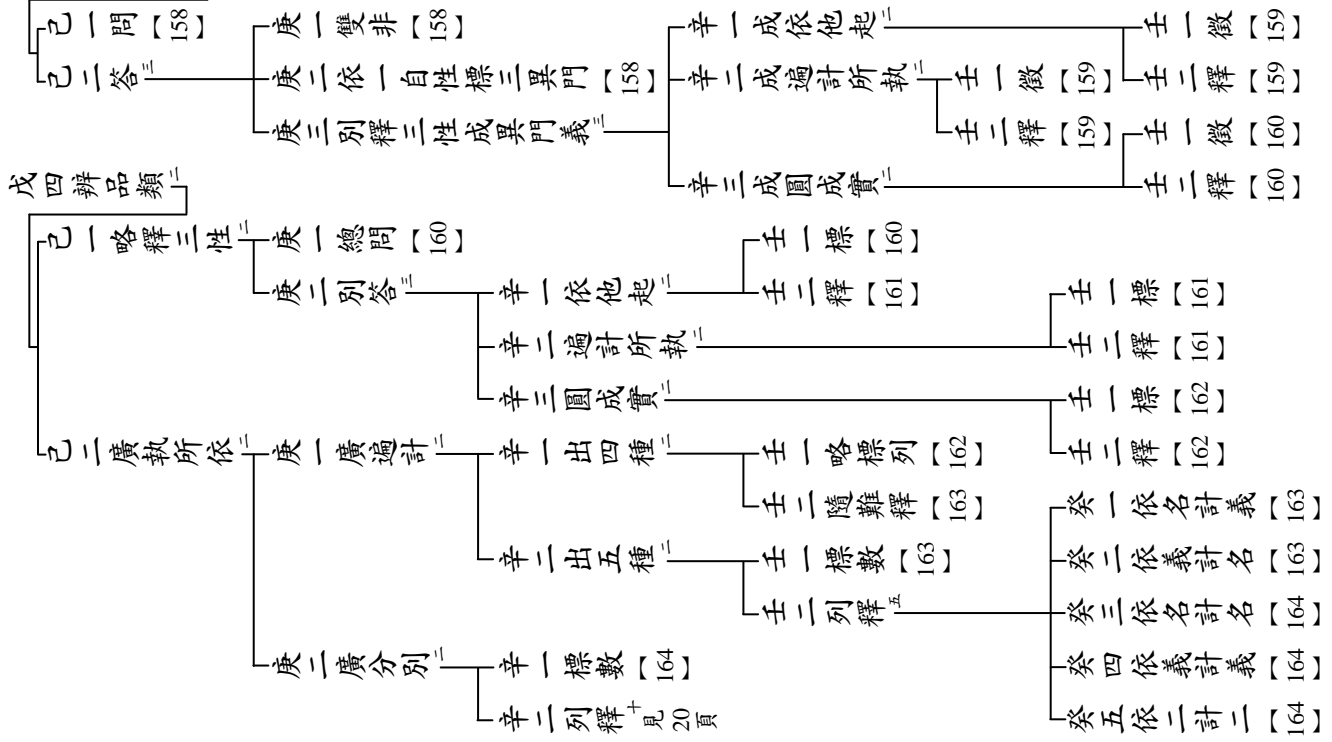 己一問【158】
己二答三
庚一雙非【158】
庚二依一自性標三異門【158】
庚三別釋三性成異門義三
辛一成依他起二
壬一徵【159】
壬二釋【159】
辛二成遍計所執二
壬一徵【159】
壬二釋【159】
辛三成圓成實二
壬一徵【160】
壬二釋【160】
戊四辨品類二
己一略釋三性二
庚一總問【160】
庚二別答三
辛一依他起二
壬一標【160】
壬二釋【161】
辛二遍計所執二
壬一標【161】
壬二釋【161】
辛三圓成實二
壬一標【162】
壬二釋【162】
己二廣執所依二
庚一廣遍計二
辛一出四種二
壬一略標列【162】
壬二隨難釋【163】
辛二出五種二
壬一標數【163】
壬二列釋五
癸一依名計義【163】
癸二依義計名【163】
癸三依名計名【164】
癸四依義計義【164】
癸五依二計二【164】
庚二廣分別二
辛一標數【164】
辛二列釋十見20頁